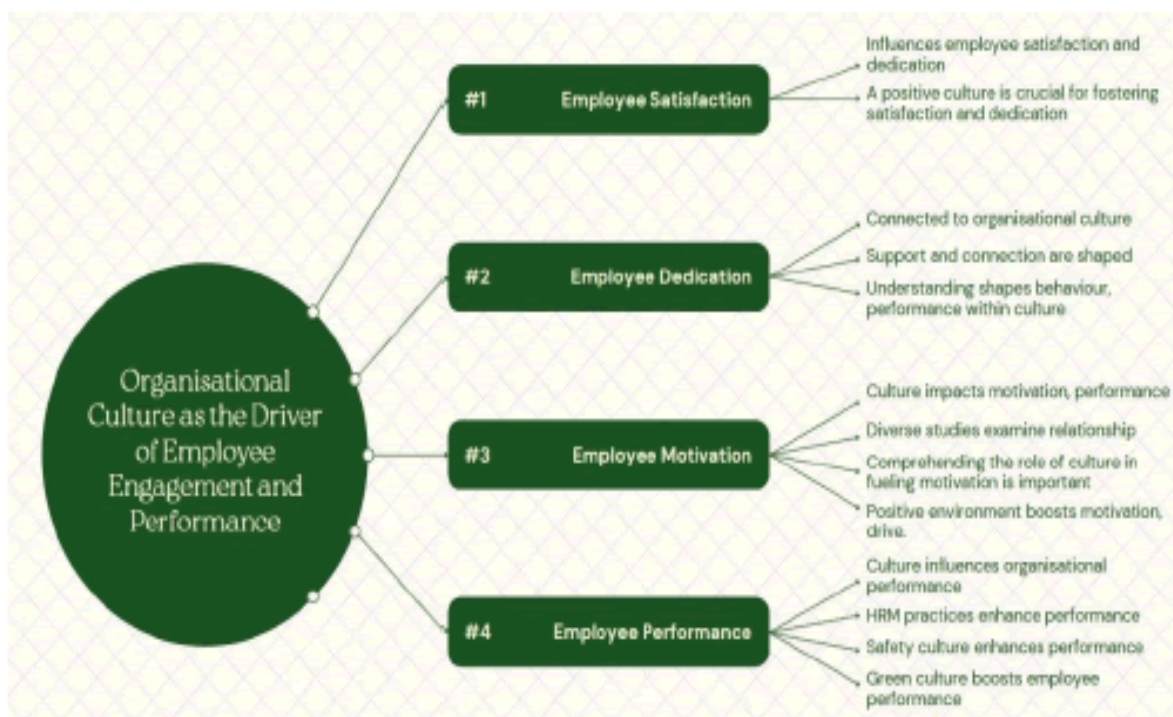 Organisational
Culture as the Driver
of Employee
Engagement and
Performance
#1 Employee Satisfaction
Influences employee satisfaction and
dedication
A positive culture is crucial for fostering
satisfaction and dedication
#2 Employee Dedication
Connected to organisational culture
Support and connection are shaped
Understanding shapes behaviour,
performance within culture
#3 Employee Motivation
Culture impacts motivation, performance
Diverse studies examine relationship
Comprehending the role of culture in
fueling motivation is important
Positive environment boosts motivation,
drive.
#4 Employee Performance
Culture influences organisational
performance
HRM practices enhance performance
Safety culture enhances performance
Green culture boosts employee
performance